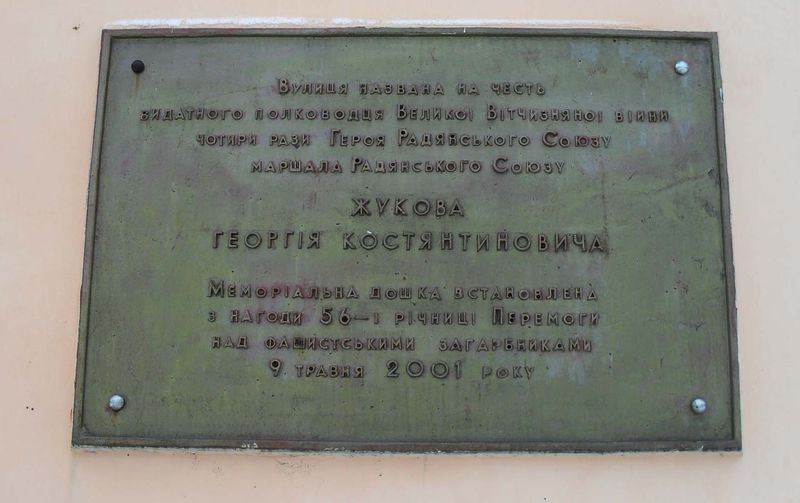 Вулиця названа на честь
видатного полководця Великої Вітчизняної війни
чотири рази Героя Радянського Союзу
маршала Радянського Союзу
ЖУКОВА
ГЕОРГІЯ КОСТЯНТИНОВИЧА
Меморіальна дошка встановлена
з нагоди 56-ї річниці Перемоги
над фашистськими загарбниками
9 травня 2001 року